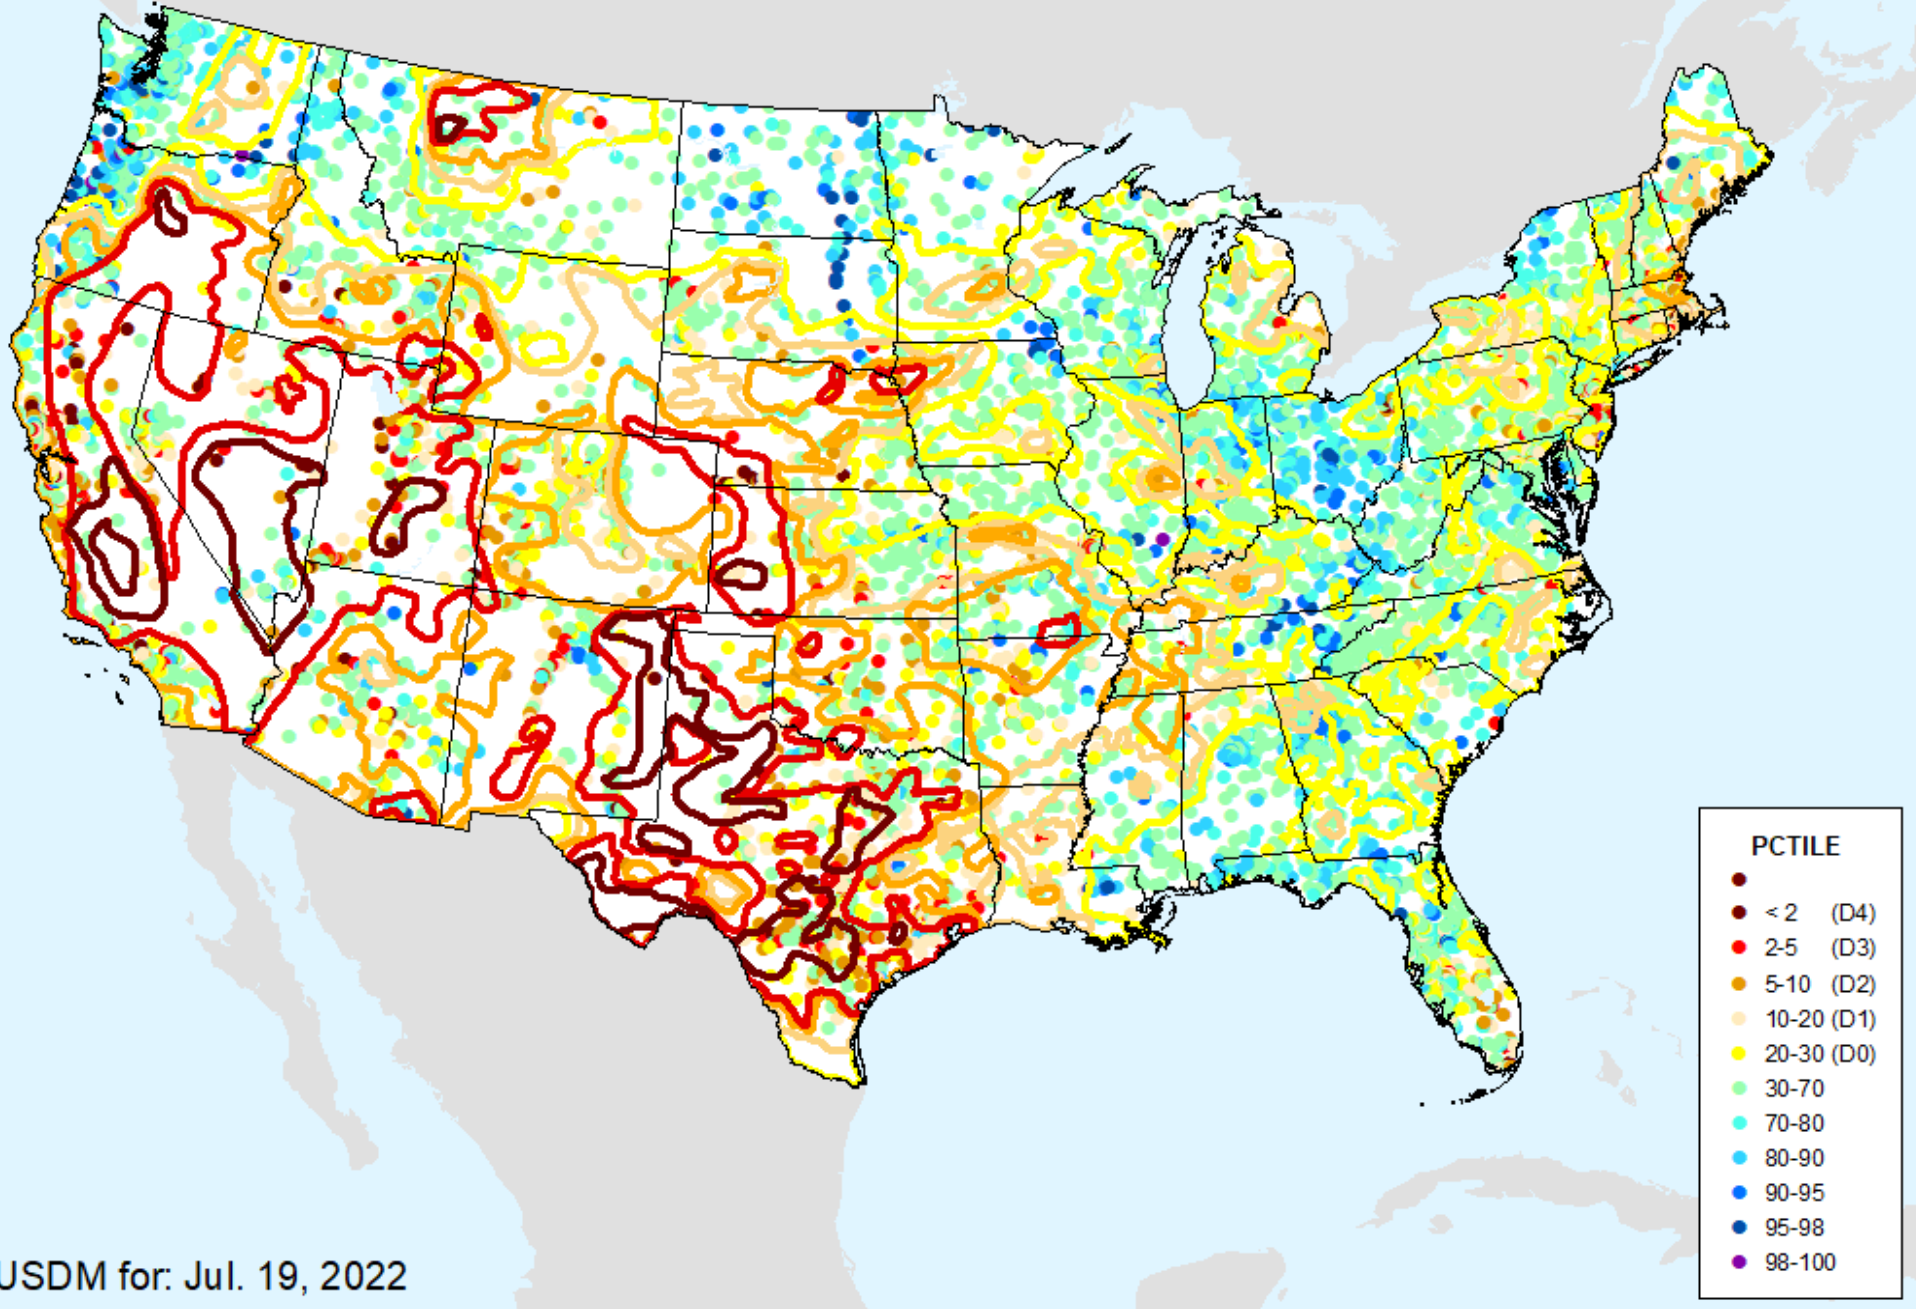 PCTILE
< 2 (D4)
2-5 (D3)
5-10 (D2)
10-20 (D1)
20-30 (D0)
30-70
70-80
80-90
90-95
95-98
98-100
USDM for: Jul. 19, 2022